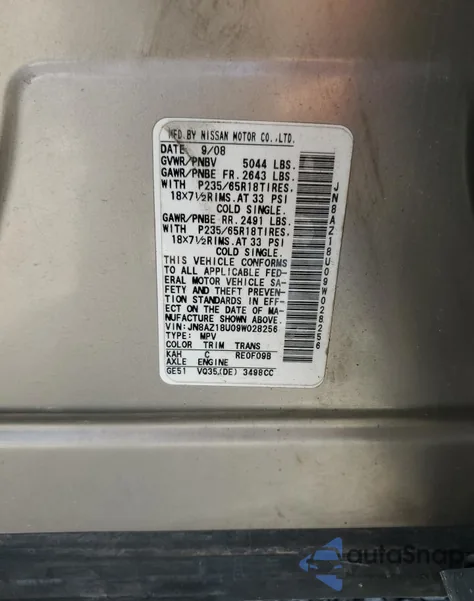 MFD.BY NISSAN MOTOR CO.,LTD.
DATE 9/08
GVWR/PNBV 5044 LBS.
GAWR/PNBE FR. 2643 LBS.
WITH P235/65R18TIRES,
18X7½RIMS.AT 33 PSI
COLD SINGLE.
GAWR/PNBE RR. 2491 LBS.
WITH P235/65R18TIRES,
18X7½RIMS.AT 33 PSI
COLD SINGLE.
THIS VEHICLE CONFORMS
TO ALL APPLICABLE FED-
ERAL MOTOR VEHICLE SA-
FETY AND THEFT PREVEN-
TION STANDARDS IN EFF-
ECT ON THE DATE OF MA-
NUFACTURE SHOWN ABOVE.
VIN:JN8AZ18U09W028256
TYPE: MPV
COLOR TRIM TRANS
KAH C RE0F09B
AXLE ENGINE
GE51 VQ35(DE) 3498CC
JN8AZ18U09W028256
autoSnap